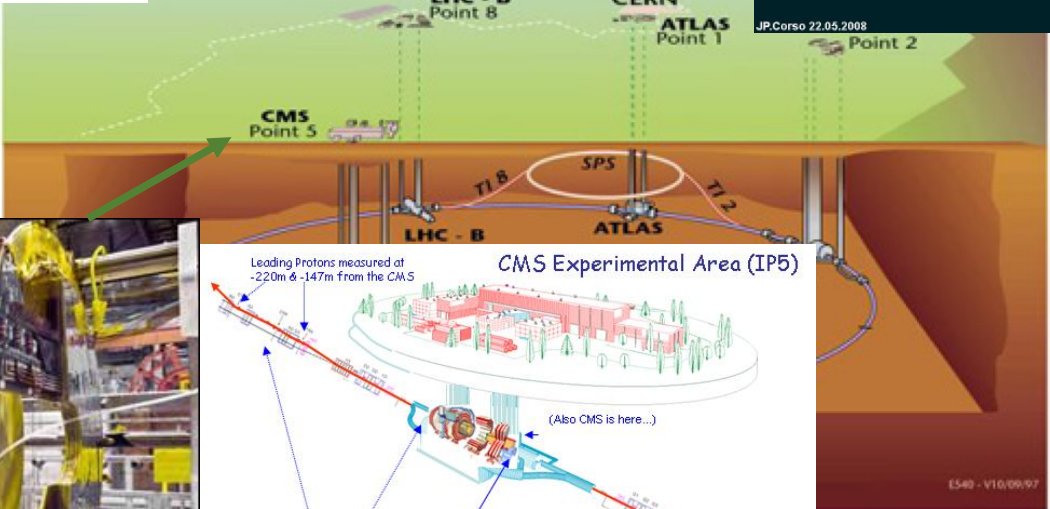 LHC - B
Point 8
CERN
ATLAS
Point 1
JP.Corso 22.05.2008
Point 2
CMS
Point 5
SPS
TI 8
TI 2
LHC - B
ATLAS
Leading Protons measured at
-220m & -147m from the CMS
CMS Experimental Area (IP5)
(Also CMS is here...)
E540 - V10/09/97